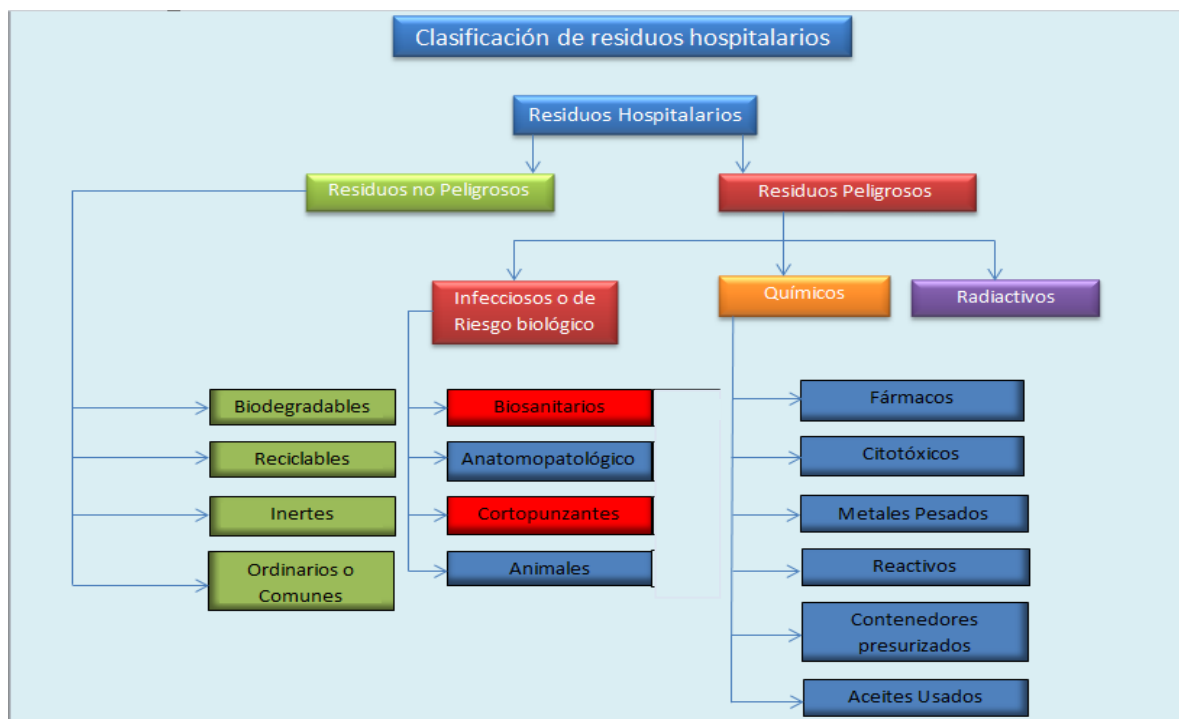 Clasificación de residuos hospitalarios
Residuos Hospitalarios
Residuos no Peligrosos
Residuos Peligrosos
Infecciosos o de
Riesgo biológico
Químicos
Radiactivos
Biodegradables
Reciclables
Inertes
Ordinarios o
Comunes
Biosanitarios
Anatomopatológico
Cortopunzantes
Animales
Fármacos
Citotóxicos
Metales Pesados
Reactivos
Contenedores
presurizados
Aceites Usados